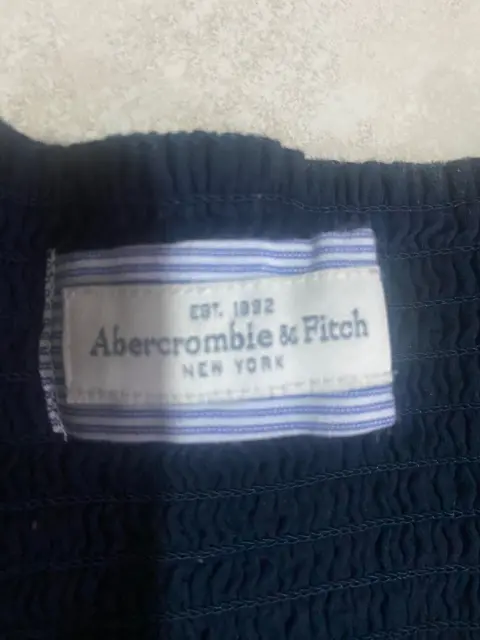 EST. 1892
Abercrombie & Fitch
NEW YORK